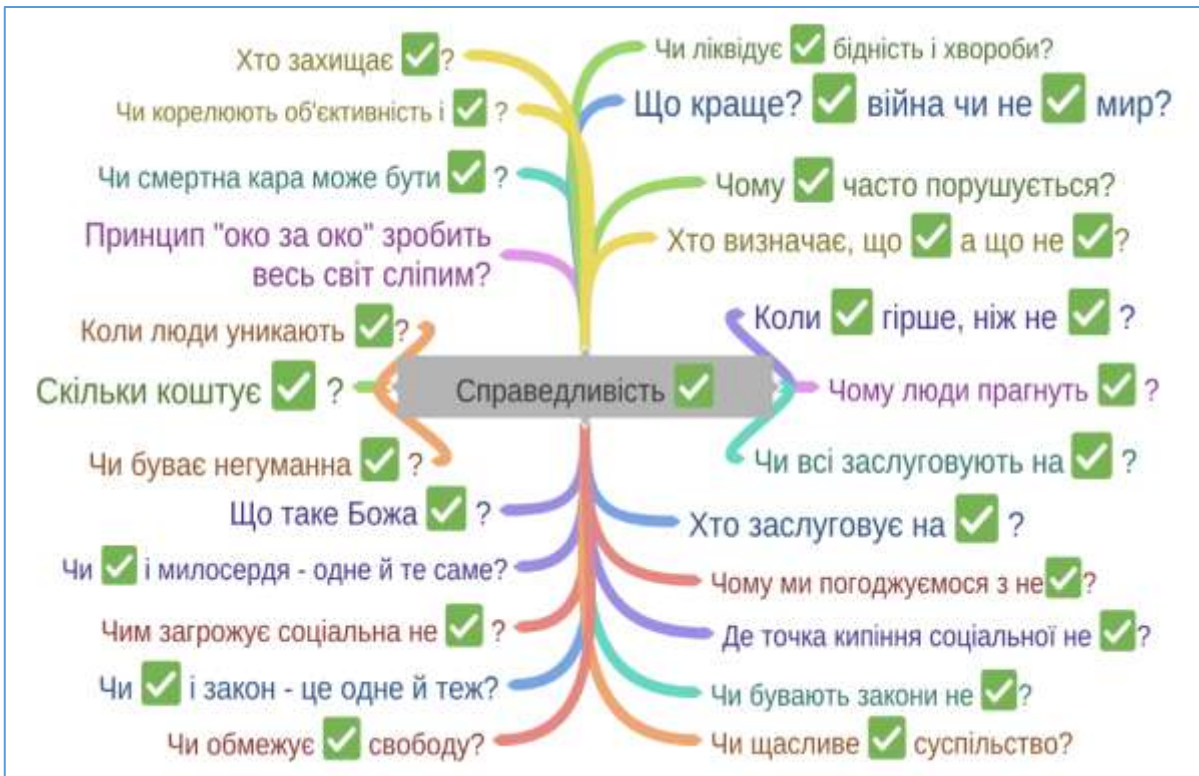 Хто захищає ✅?
Чи корелюють об'єктивність і ✅ ?
Чи смертна кара може бути ✅ ?
Принцип "око за око" зробить
весь світ сліпим?
Коли люди уникають ✅?
Скільки коштує ✅ ?
Чи буває негуманна ✅ ?
Що таке Божа ✅ ?
Чи ✅ і милосердя - одне й те саме?
Чим загрожує соціальна не ✅ ?
Чи ✅ і закон - це одне й теж?
Чи обмежує ✅ свободу?
Справедливість ✅
Чи ліквідує ✅ бідність і хвороби?
Що краще? ✅ війна чи не ✅ мир?
Чому ✅ часто порушується?
Хто визначає, що ✅ а що не ✅?
Коли ✅ гірше, ніж не ✅ ?
Чому люди прагнуть ✅ ?
Чи всі заслуговують на ✅ ?
Хто заслуговує на ✅ ?
Чому ми погоджуємося з не✅?
Де точка кипіння соціальної не ✅?
Чи бувають закони не ✅?
Чи щасливе ✅ суспільство?